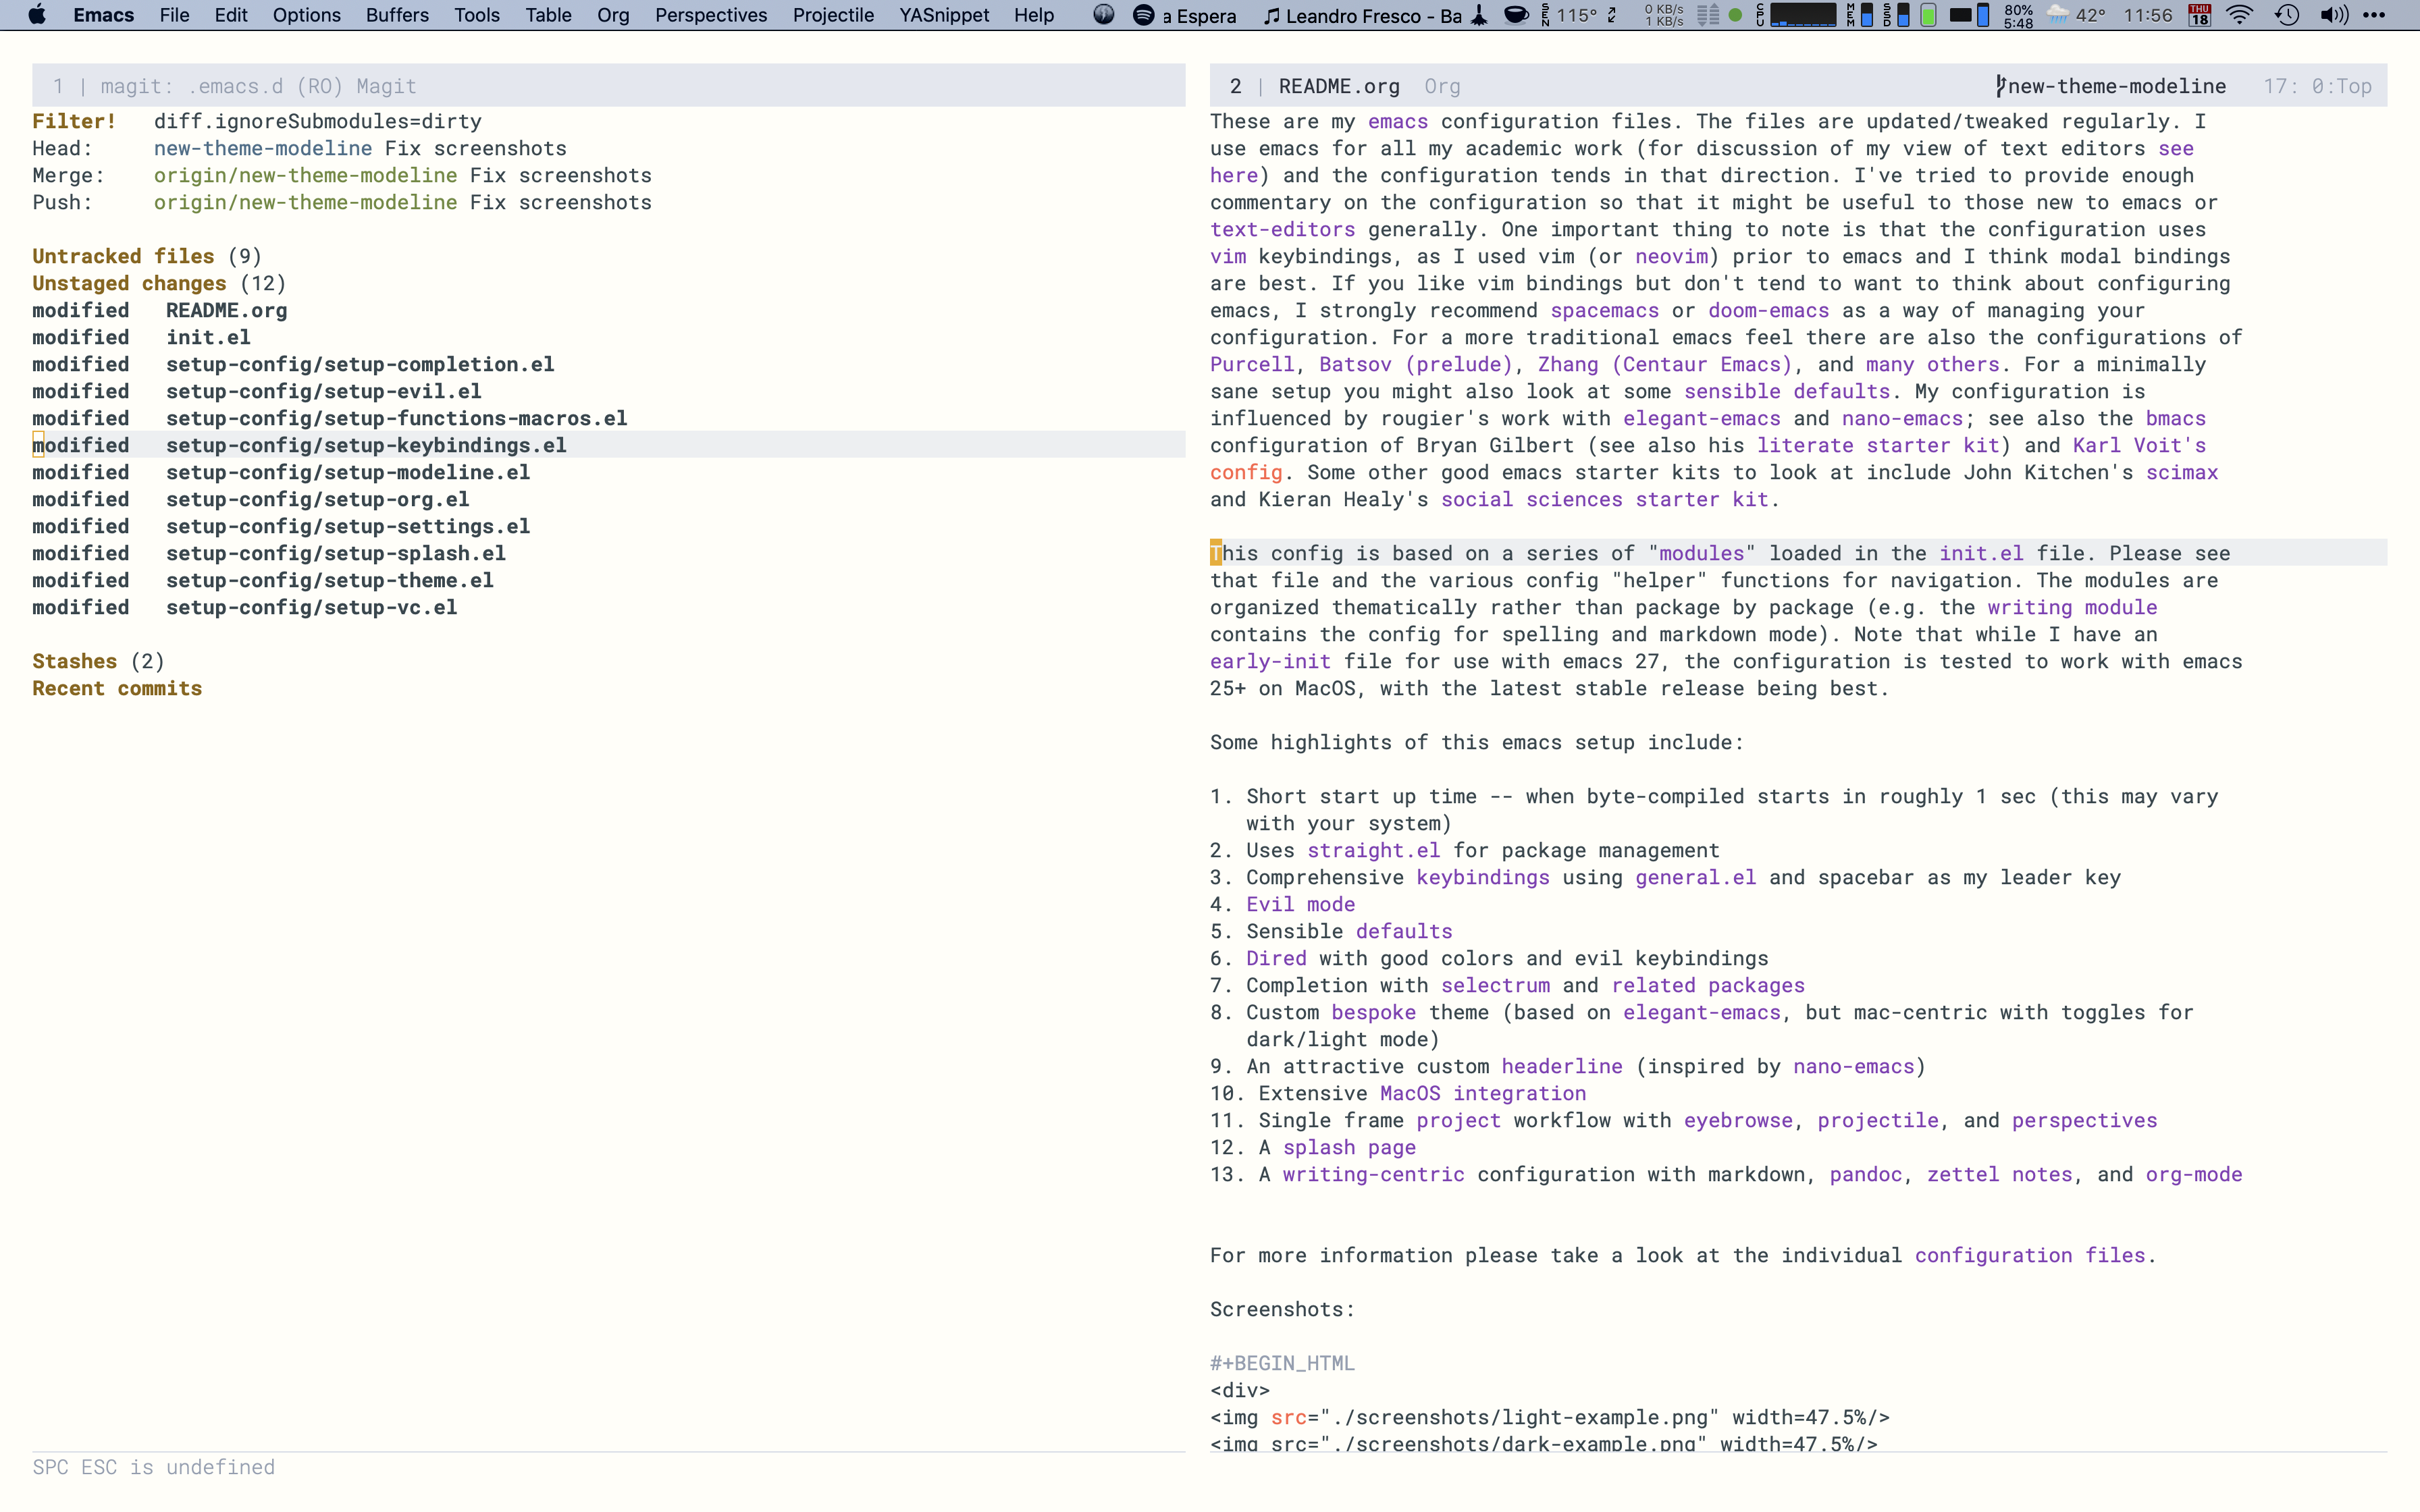 Emacs File Edit Options Buffers Tools Table Org Perspectives Projectile YASnippet Help a Espera Leandro Fresco - Ba SEN 115° 0 KB/s 1 KB/s CPU MEM SSD 80% 5:48 42° 11:56 THU 18
1 | magit: .emacs.d (RO) Magit
Filter! diff.ignoreSubmodules=dirty
Head: new-theme-modeline Fix screenshots
Merge: origin/new-theme-modeline Fix screenshots
Push: origin/new-theme-modeline Fix screenshots
Untracked files (9)
Unstaged changes (12)
modified README.org
modified init.el
modified setup-config/setup-completion.el
modified setup-config/setup-evil.el
modified setup-config/setup-functions-macros.el
modified setup-config/setup-keybindings.el
modified setup-config/setup-modeline.el
modified setup-config/setup-org.el
modified setup-config/setup-settings.el
modified setup-config/setup-splash.el
modified setup-config/setup-theme.el
modified setup-config/setup-vc.el
Stashes (2)
Recent commits
2 | README.org Org new-theme-modeline 17: 0:Top
These are my emacs configuration files. The files are updated/tweaked regularly. I
use emacs for all my academic work (for discussion of my view of text editors see
here) and the configuration tends in that direction. I've tried to provide enough
commentary on the configuration so that it might be useful to those new to emacs or
text-editors generally. One important thing to note is that the configuration uses
vim keybindings, as I used vim (or neovim) prior to emacs and I think modal bindings
are best. If you like vim bindings but don't tend to want to think about configuring
emacs, I strongly recommend spacemacs or doom-emacs as a way of managing your
configuration. For a more traditional emacs feel there are also the configurations of
Purcell, Batsov (prelude), Zhang (Centaur Emacs), and many others. For a minimally
sane setup you might also look at some sensible defaults. My configuration is
influenced by rougier's work with elegant-emacs and nano-emacs; see also the bmacs
configuration of Bryan Gilbert (see also his literate starter kit) and Karl Voit's
config. Some other good emacs starter kits to look at include John Kitchen's scimax
and Kieran Healy's social sciences starter kit.
This config is based on a series of "modules" loaded in the init.el file. Please see
that file and the various config "helper" functions for navigation. The modules are
organized thematically rather than package by package (e.g. the writing module
contains the config for spelling and markdown mode). Note that while I have an
early-init file for use with emacs 27, the configuration is tested to work with emacs
25+ on MacOS, with the latest stable release being best.
Some highlights of this emacs setup include:
1. Short start up time -- when byte-compiled starts in roughly 1 sec (this may vary
with your system)
2. Uses straight.el for package management
3. Comprehensive keybindings using general.el and spacebar as my leader key
4. Evil mode
5. Sensible defaults
6. Dired with good colors and evil keybindings
7. Completion with selectrum and related packages
8. Custom bespoke theme (based on elegant-emacs, but mac-centric with toggles for
dark/light mode)
9. An attractive custom headerline (inspired by nano-emacs)
10. Extensive MacOS integration
11. Single frame project workflow with eyebrowse, projectile, and perspectives
12. A splash page
13. A writing-centric configuration with markdown, pandoc, zettel notes, and org-mode
For more information please take a look at the individual configuration files.
Screenshots:
#+BEGIN_HTML
<div>
<img src="./screenshots/light-example.png" width=47.5%/>
<img src="./screenshots/dark-example.png" width=47.5%/>
SPC ESC is undefined